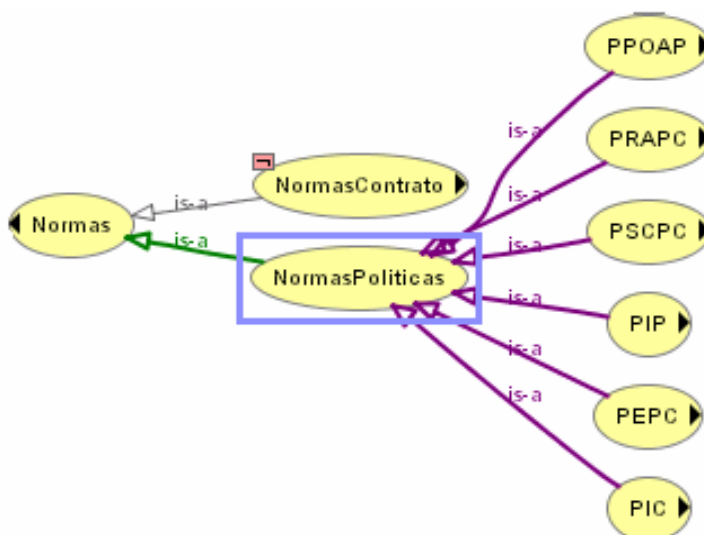 PPOAP
is-a
PRAPC
NormasContrato
is-a
is-a
Normas
PSCPC
is-a
is-a
NormasPoliticas
is-a
PIP
is-a
PEPC
is-a
PIC